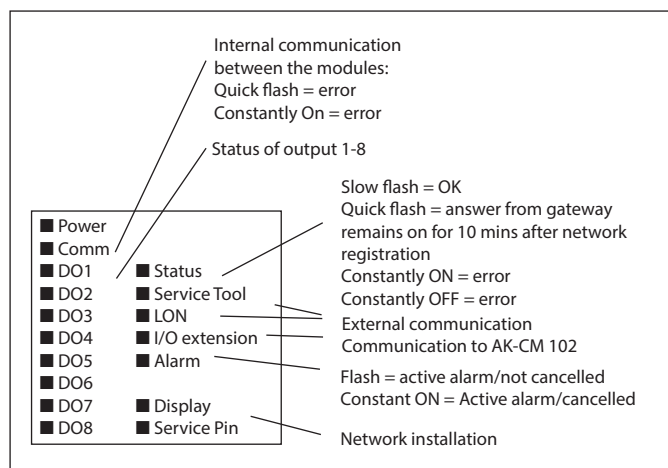 Internal communication
between the modules:
Quick flash = error
Constantly On = error
Status of output 1-8
Slow flash = OK
Quick flash = answer from gateway
remains on for 10 mins after network
registration
Constantly ON = error
Constantly OFF = error
External communication
Communication to AK-CM 102
Flash = active alarm/not cancelled
Constant ON = Active alarm/cancelled
Network installation
Power
Comm
DO1
DO2
DO3
DO4
DO5
DO6
DO7
DO8
Status
Service Tool
LON
I/O extension
Alarm
Display
Service Pin